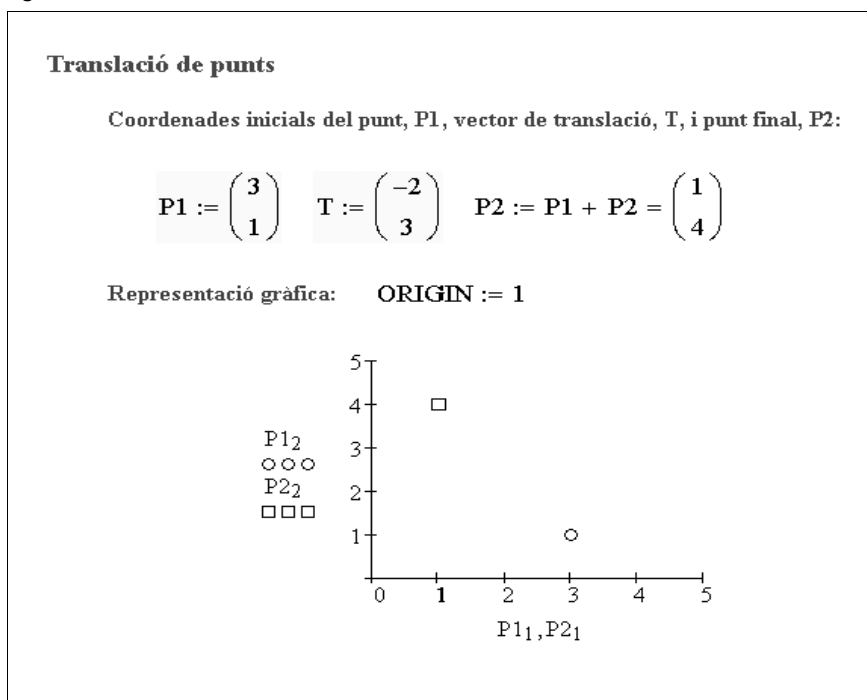 Translació de punts
Coordenades inicials del punt, P1, vector de translació, T, i punt final, P2:
P1 := (3 1) T := (−2 3) P2 := P1 + P2 = (1 4)
Representació gràfica: ORIGIN := 1
5
4
3
2
1
P1₂
P2₂
0 1 2 3 4 5
P1₁,P2₁